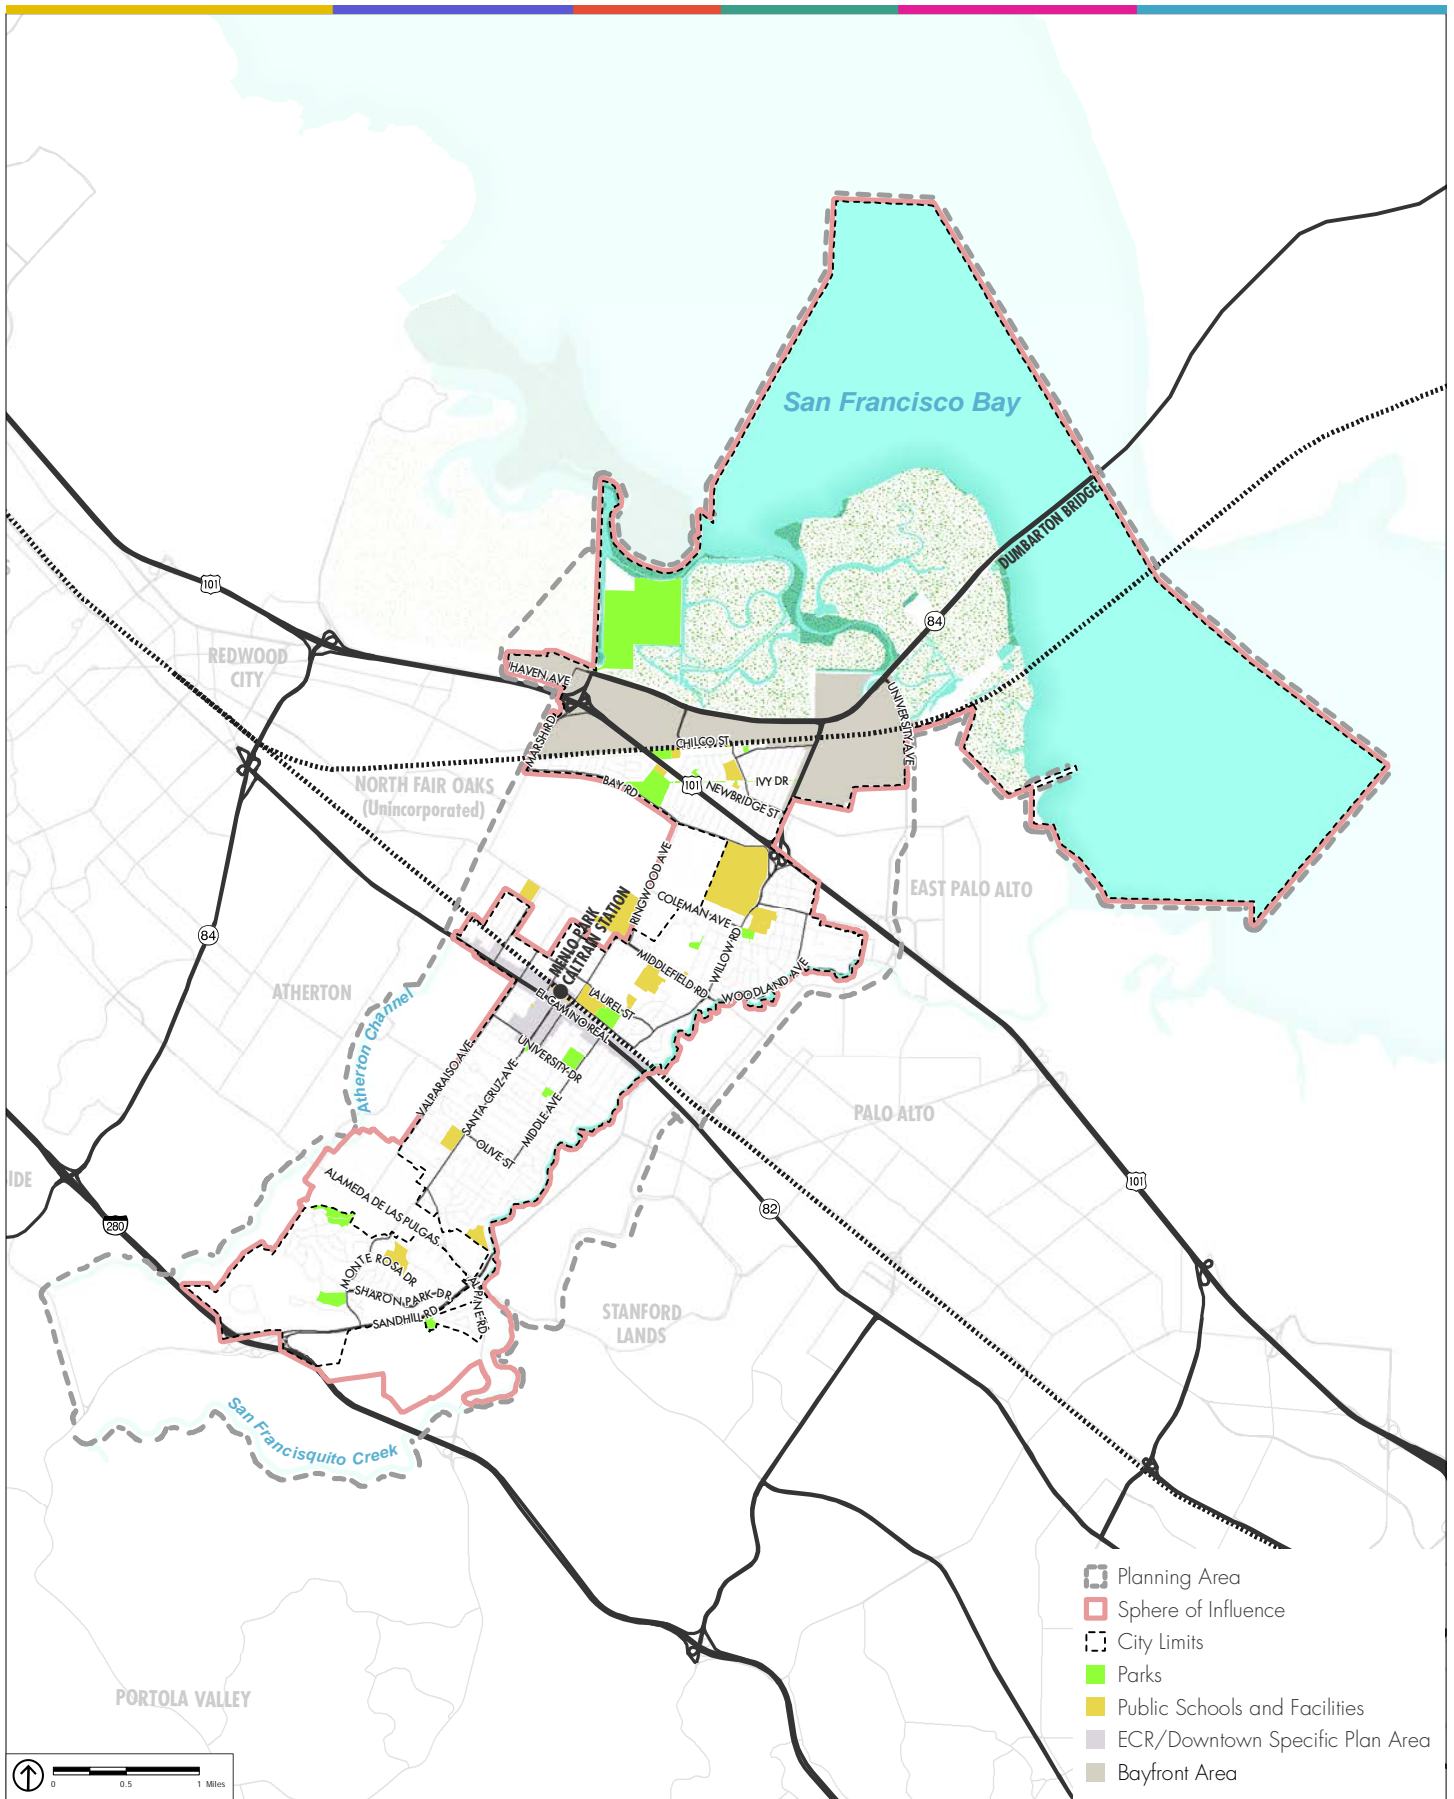 San Francisco Bay
DUMBARTON BRIDGE
101
84
REDWOOD
CITY
HAVEN AVE
UNIVERSITY AVE
MARSH RD
CHILCO ST
NORTH FAIR OAKS
(Unincorporated)
BAY RD
101
IVY DR
NEWBRIDGE ST
RINGWOOD AVE
EAST PALO ALTO
COLEMAN AVE
MENLO PARK
CALTRAIN STATION
WILLOW RD
84
MIDDLEFIELD RD
WOODLAND AVE
ATHERTON
LAUREL ST
EL CAMINO REAL
Atherton Channel
UNIVERSITY DR
VALPARAISO AVE
SANTA CRUZ AVE
MIDDLE AVE
PALO ALTO
OLIVE ST
IDE
ALAMEDA DE LAS PULGAS
101
82
280
MONTE ROSA DR
SHARON PARK DR
ALPINE RD
SANDHILL RD
STANFORD
LANDS
San Francisquito Creek
PORTOLA VALLEY
Planning Area
Sphere of Influence
City Limits
Parks
Public Schools and Facilities
ECR/Downtown Specific Plan Area
Bayfront Area
0 0.5 1 Miles